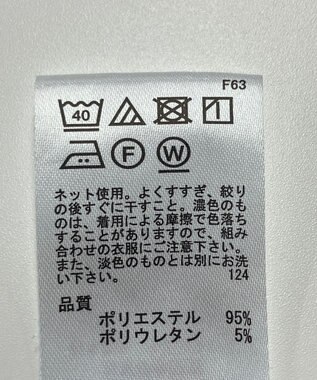 F63
40
F W
ネット使用。よくすすぎ、絞り
の後すぐに干すこと。濃色のも
のは、着用による摩擦で色落ち
することがありますので、組み
合わせの衣服にご注意下さい。
また、淡色のものとは別にお洗
い下さい。 124
品質
ポリエステル 95%
ポリウレタン 5%